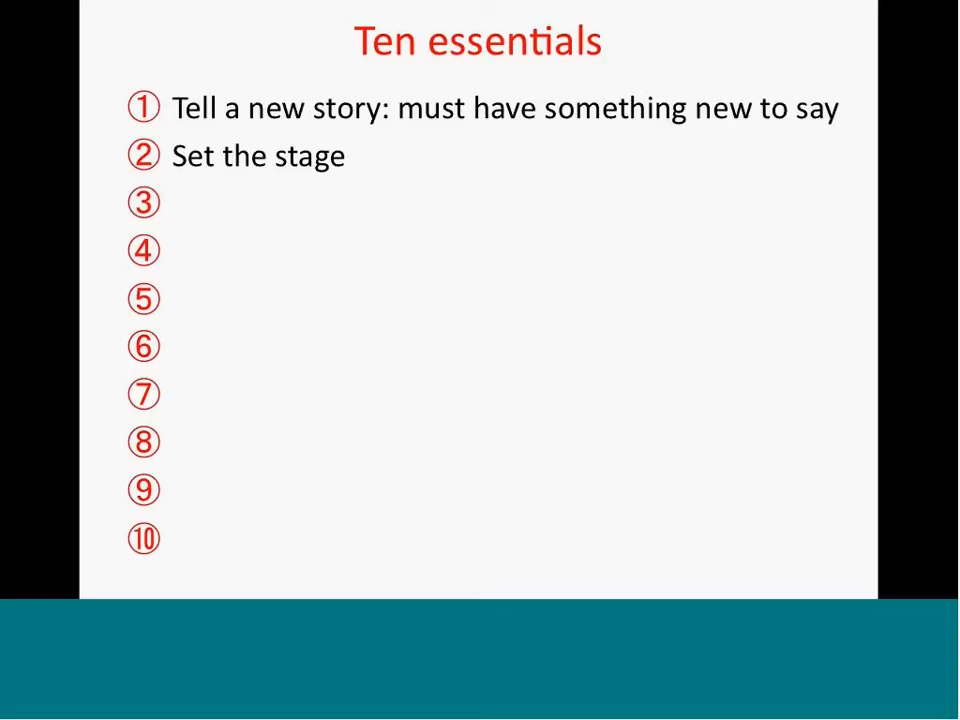 Ten essentials
① Tell a new story: must have something new to say
② Set the stage
③
④
⑤
⑥
⑦
⑧
⑨
⑩